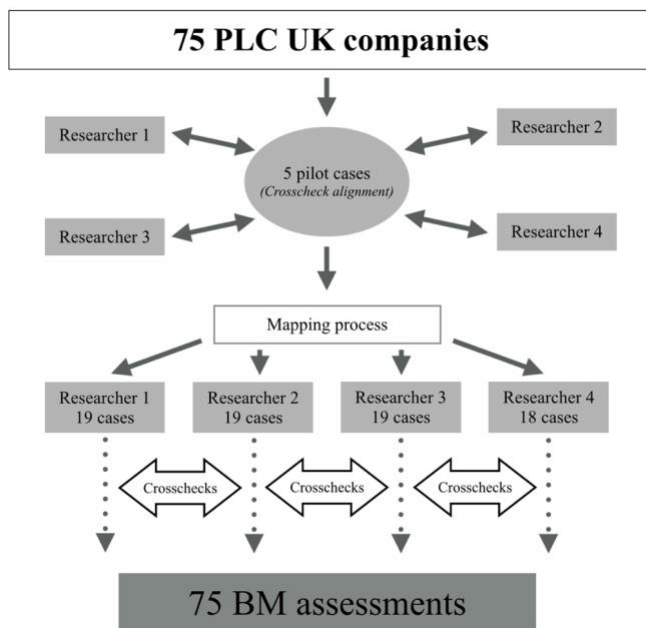 75 PLC UK companies
Researcher 1
Researcher 2
5 pilot cases
(Crosscheck alignment)
Researcher 3
Researcher 4
Mapping process
Researcher 1
19 cases
Researcher 2
19 cases
Researcher 3
19 cases
Researcher 4
18 cases
Crosschecks
Crosschecks
Crosschecks
75 BM assessments